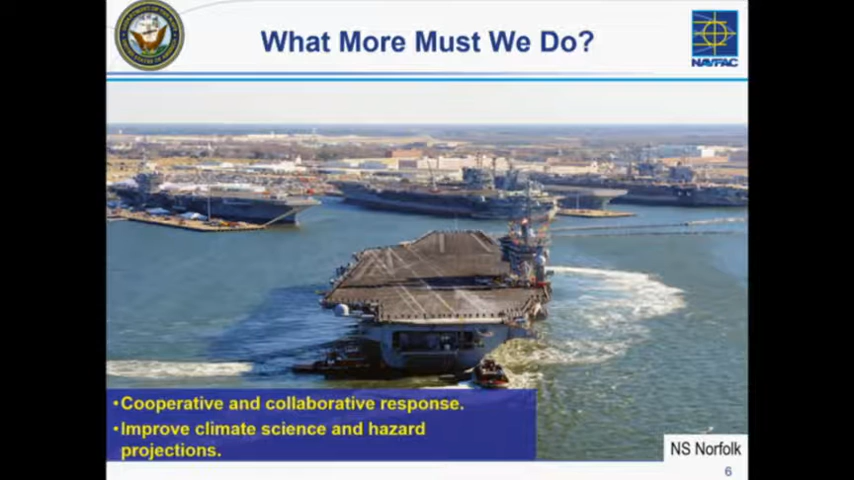 What More Must We Do?
NAVFAC
•Cooperative and collaborative response.
•Improve climate science and hazard
projections.
NS Norfolk
6